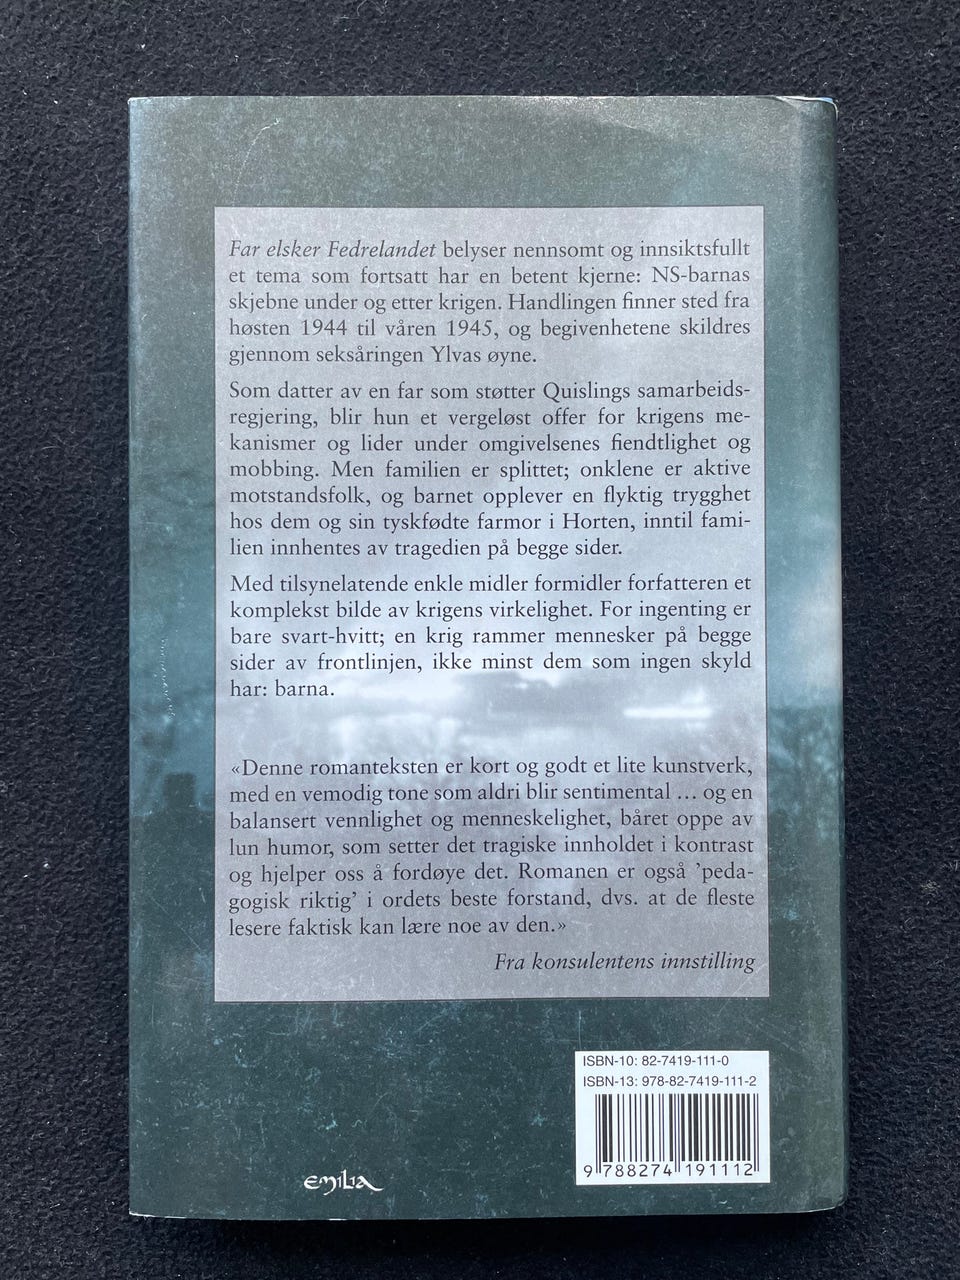 Far elsker Fedrelandet belyser nennsomt og innsiktsfullt
et tema som fortsatt har en betent kjerne: NS-barnas
skjebne under og etter krigen. Handlingen finner sted fra
høsten 1944 til våren 1945, og begivenhetene skildres
gjennom seksåringen Ylvas øyne.
Som datter av en far som støtter Quislings samarbeids-
regjering, blir hun et vergeløst offer for krigens me-
kanismer og lider under omgivelsenes fiendtlighet og
mobbing. Men familien er splittet; onklene er aktive
motstandsfolk, og barnet opplever en flyktig trygghet
hos dem og sin tyskfødte farmor i Horten, inntil fami-
lien innhentes av tragedien på begge sider.
Med tilsynelatende enkle midler formidler forfatteren et
komplekst bilde av krigens virkelighet. For ingenting er
bare svart-hvitt; en krig rammer mennesker på begge
sider av frontlinjen, ikke minst dem som ingen skyld
har: barna.
«Denne romanteksten er kort og godt et lite kunstverk,
med en vemodig tone som aldri blir sentimental … og en
balansert vennlighet og menneskelighet, båret oppe av
lun humor, som setter det tragiske innholdet i kontrast
og hjelper oss å fordøye det. Romanen er også 'peda-
gogisk riktig' i ordets beste forstand, dvs. at de fleste
lesere faktisk kan lære noe av den.»
Fra konsulentens innstilling
ISBN-10: 82-7419-111-0
ISBN-13: 978-82-7419-111-2
9 788274 191112
emilia